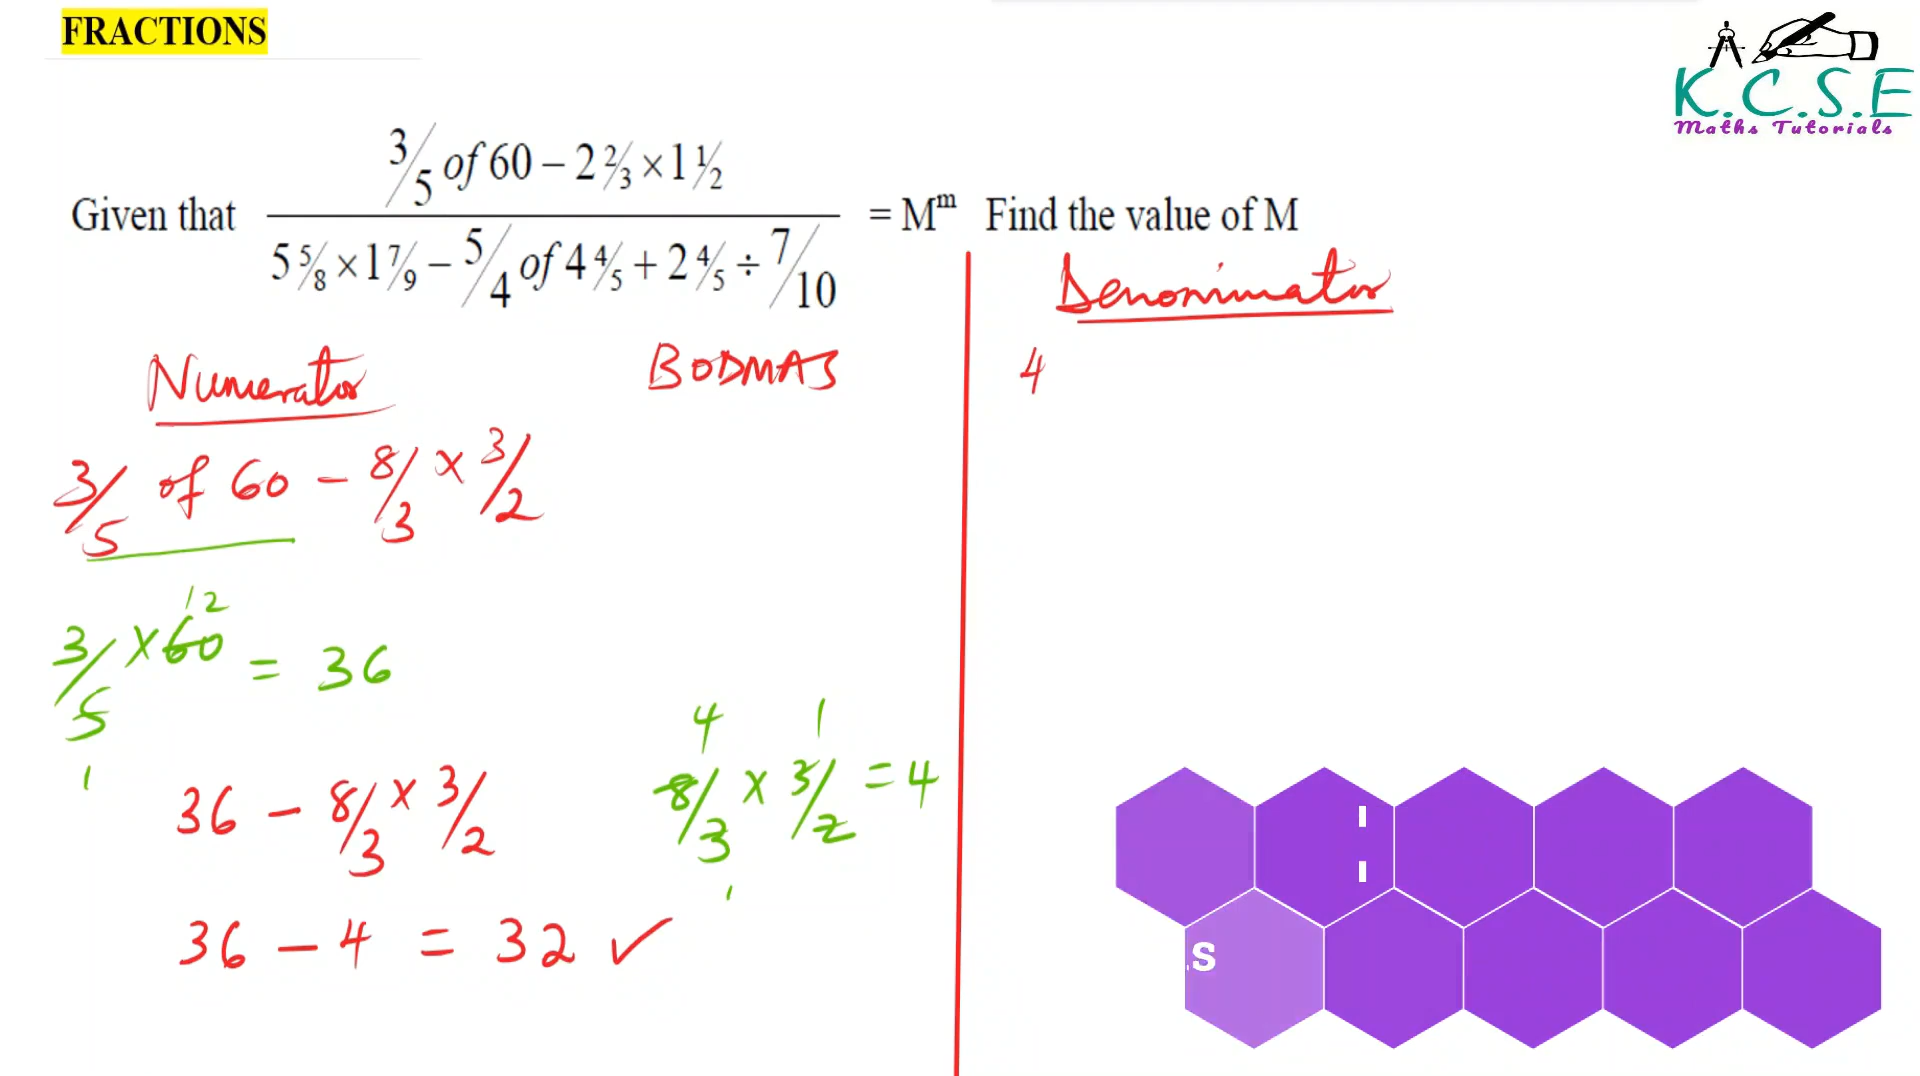 FRACTIONS
K.C.S.E
Maths Tutorials
Given that 3/5 of 60 − 2 2/3 × 1 1/2
5 5/8 × 1 7/9 − 5/4 of 4 4/5 + 2 4/5 ÷ 7/10
= Mᵐ Find the value of M
Numerator
BODMAS
3/5 of 60 − 8/3 × 3/2
12
3/5 × 60 = 36
1
36 − 8/3 × 3/2
4 1
8/3 × 3/2 = 4
1
36 − 4 = 32 ✓
Denominator
4